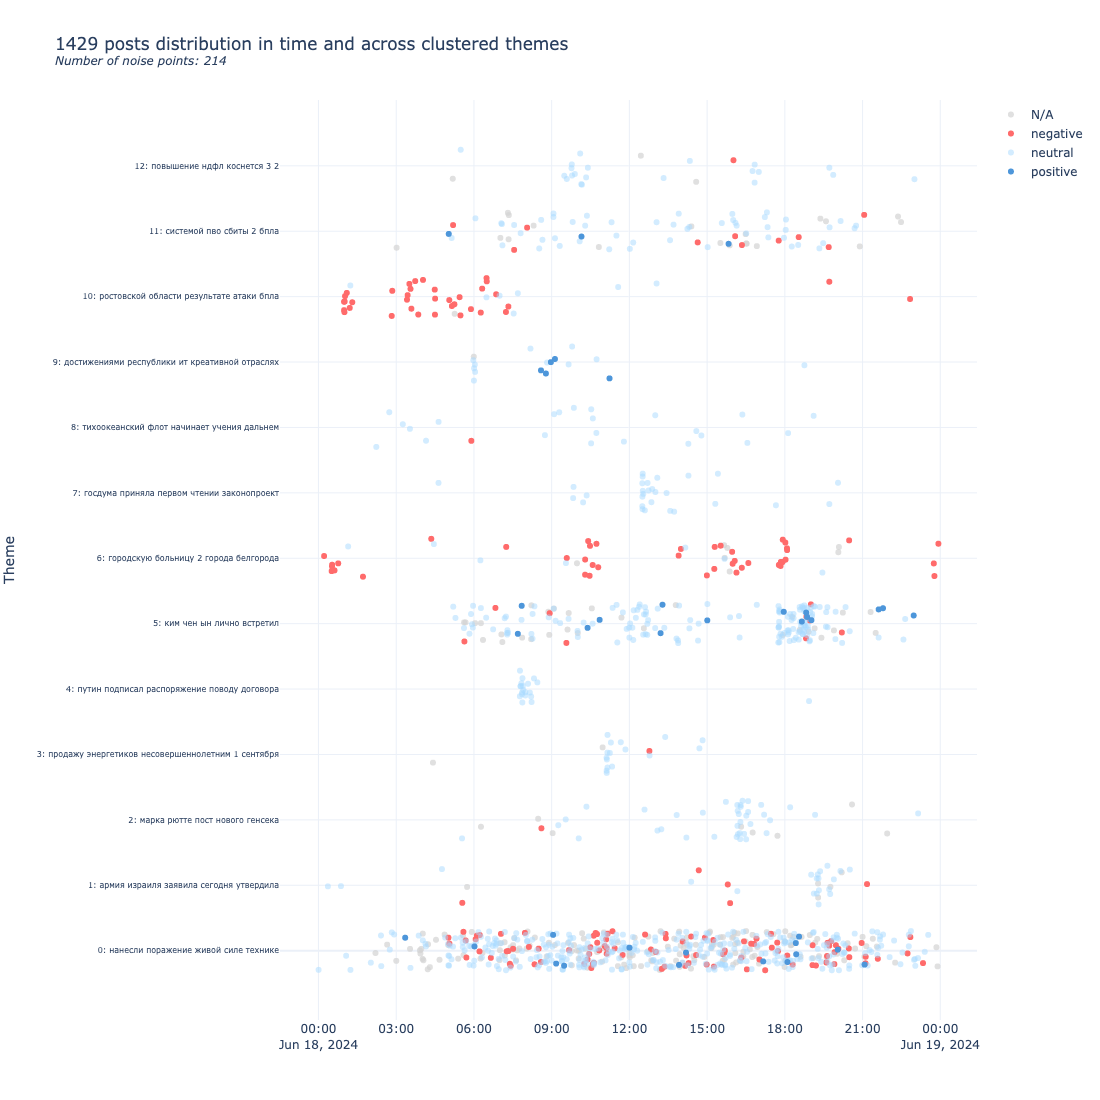 1429 posts distribution in time and across clustered themes
Number of noise points: 214
N/A
negative
neutral
positive
Theme
12: повышение ндфл коснется 3 2
11: системой пво сбиты 2 бпла
10: ростовской области результате атаки бпла
9: достижениями республики ит креативной отраслях
8: тихоокеанский флот начинает учения дальнем
7: госдума приняла первом чтении законопроект
6: городскую больницу 2 города белгорода
5: ким чен ын лично встретил
4: путин подписал распоряжение поводу договора
3: продажу энергетиков несовершеннолетним 1 сентября
2: марка рютте пост нового генсека
1: армия израиля заявила сегодня утвердила
0: нанесли поражение живой силе технике
00:00 03:00 06:00 09:00 12:00 15:00 18:00 21:00 00:00
Jun 18, 2024 Jun 19, 2024